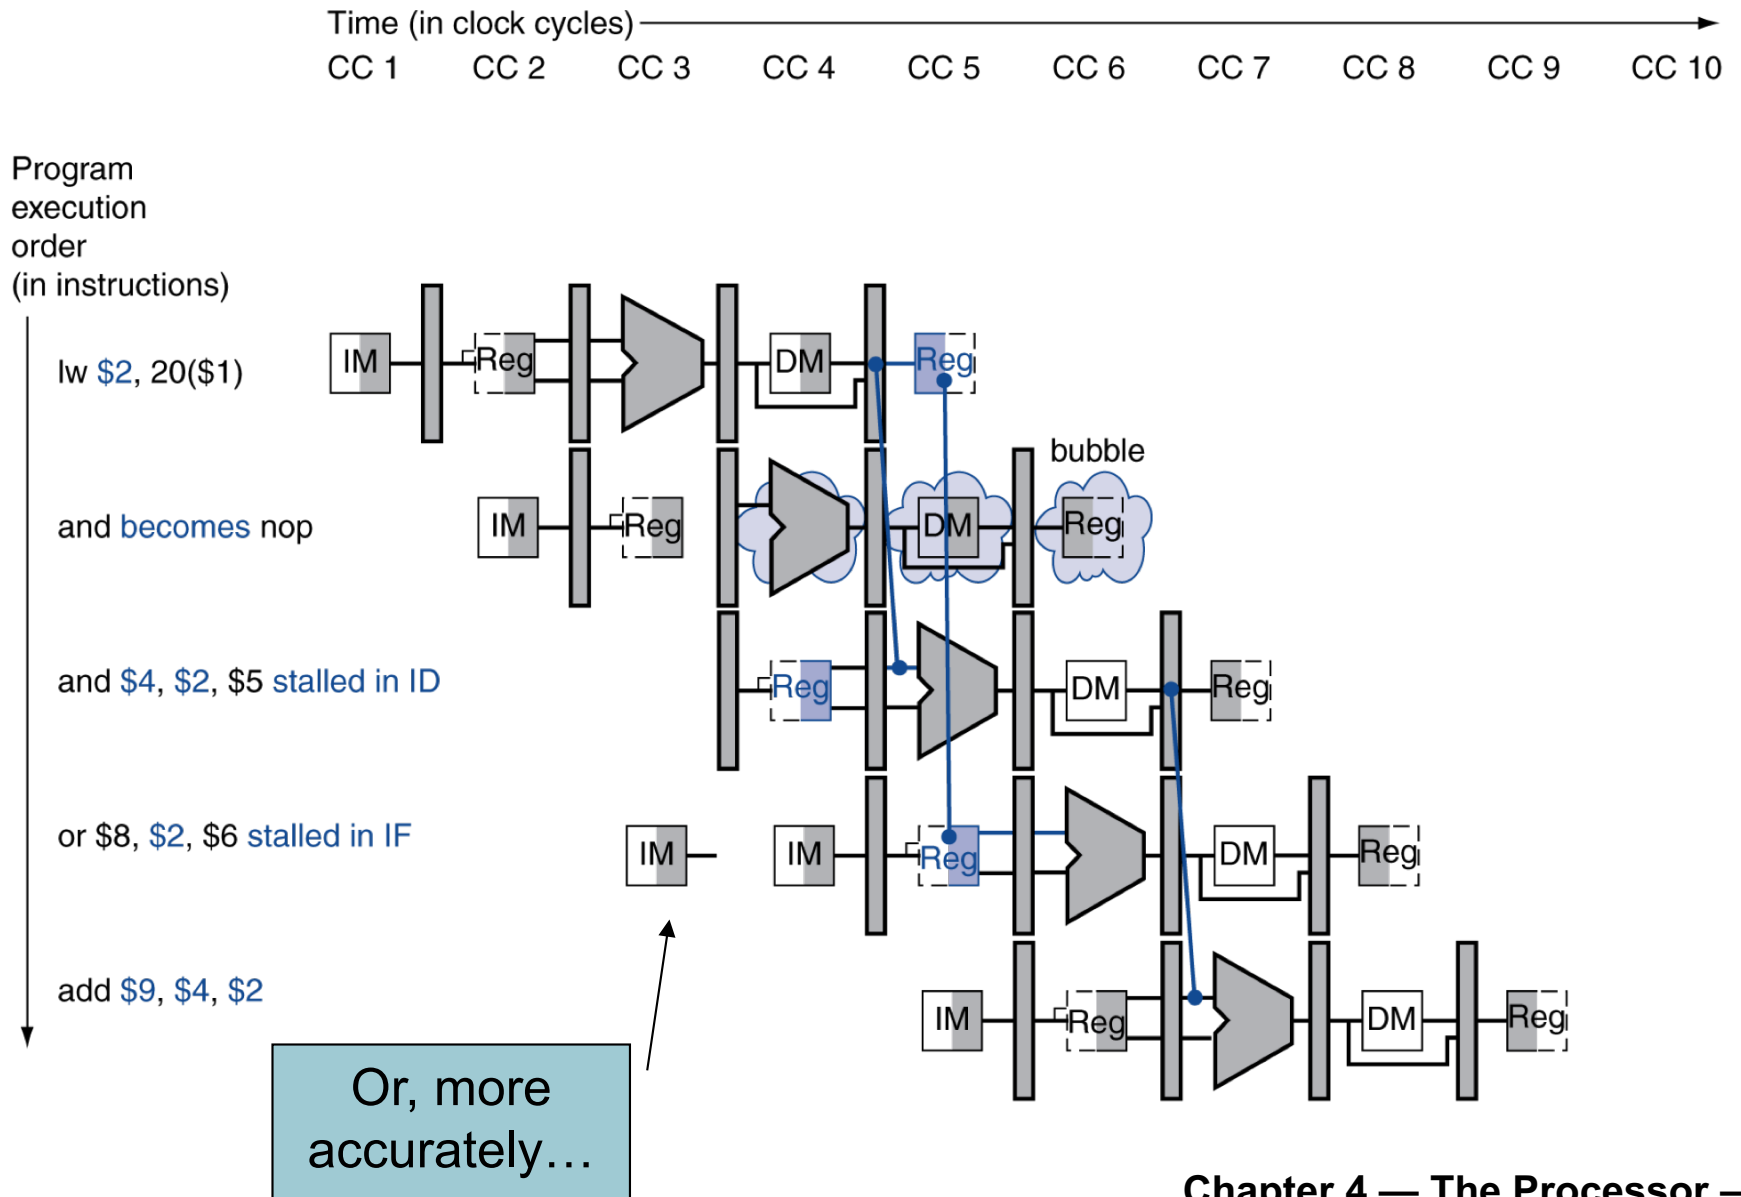 Time (in clock cycles)
CC 1 CC 2 CC 3 CC 4 CC 5 CC 6 CC 7 CC 8 CC 9 CC 10
Program
execution
order
(in instructions)
lw $2, 20($1)
IM Reg DM Reg
bubble
and becomes nop
IM Reg DM Reg
and $4, $2, $5 stalled in ID
Reg DM Reg
or $8, $2, $6 stalled in IF
IM IM Reg DM Reg
add $9, $4, $2
IM Reg DM Reg
Or, more
accurately…
Chapter 4 — The Processor —